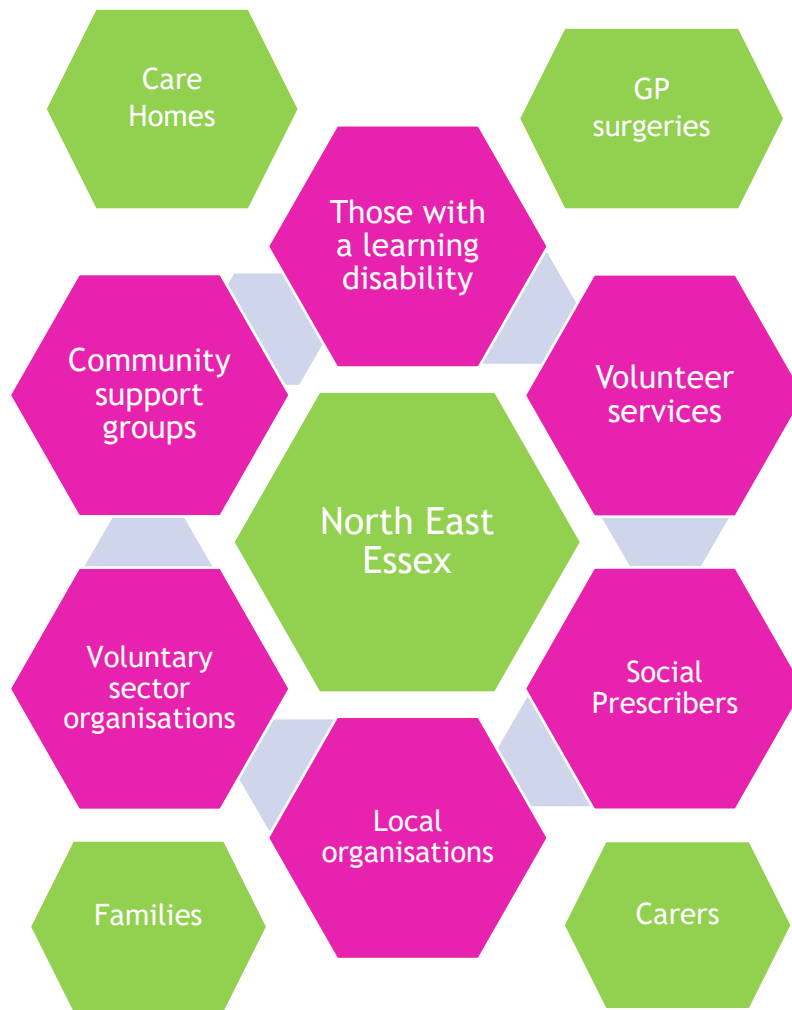 Care
Homes
GP
surgeries
Those with
a learning
disability
Community
support
groups
Volunteer
services
North East
Essex
Voluntary
sector
organisations
Social
Prescribers
Local
organisations
Families
Carers